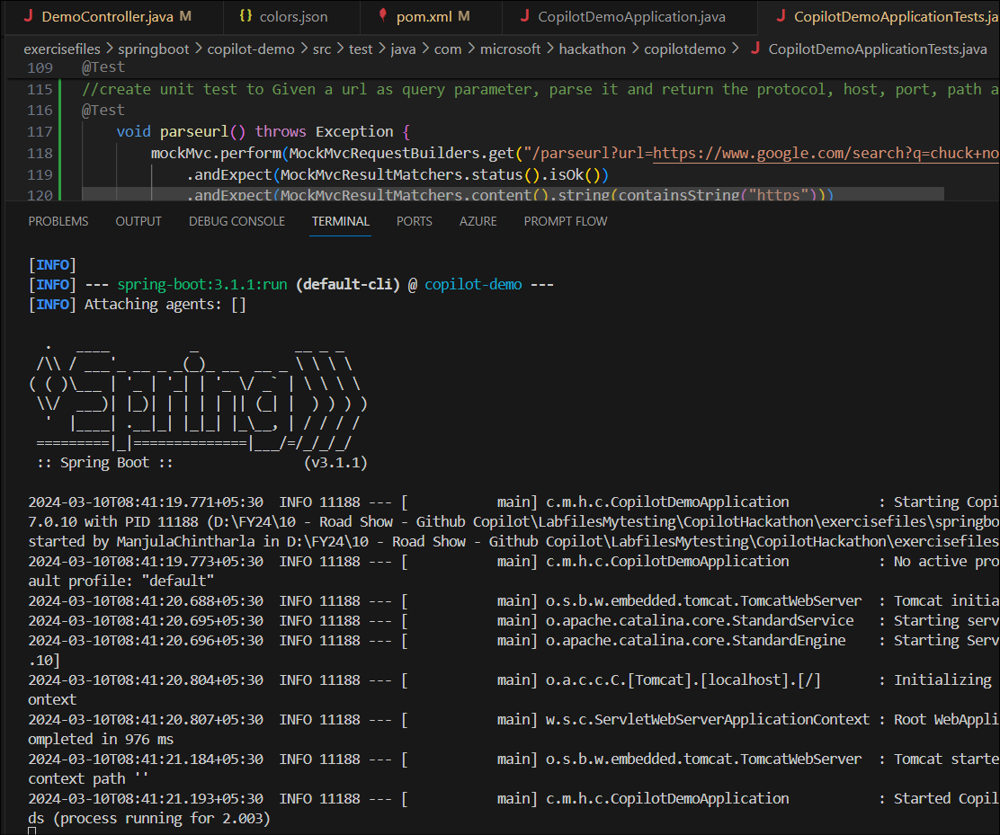 DemoController.java M {} colors.json pom.xml M CopilotDemoApplication.java CopilotDemoApplicationTests.ja
exercisefiles > springboot > copilot-demo > src > test > java > com > microsoft > hackathon > copilotdemo > CopilotDemoApplicationTests.java
109 @Test
115 //create unit test to Given a url as query parameter, parse it and return the protocol, host, port, path a
116 @Test
117 void parseurl() throws Exception {
118 mockMvc.perform(MockMvcRequestBuilders.get("/parseurl?url=https://www.google.com/search?q=chuck+no
119 .andExpect(MockMvcResultMatchers.status().isOk())
120 .andExpect(MockMvcResultMatchers.content().string(containsString("https")))
PROBLEMS OUTPUT DEBUG CONSOLE TERMINAL PORTS AZURE PROMPT FLOW
[INFO]
[INFO] --- spring-boot:3.1.1:run (default-cli) @ copilot-demo ---
[INFO] Attaching agents: []
  .   ____          _            __ _ _
 /\\ / ___'_ __ _ _(_)_ __  __ _ \ \ \ \
( ( )\___ | '_ | '_| | '_ \/ _` | \ \ \ \
 \\/  ___)| |_)| | | | | || (_| |  ) ) ) )
  '  |____| .__|_| |_|_| |_\__, | / / / /
 =========|_|==============|___/=/_/_/_/
 :: Spring Boot ::                (v3.1.1)
2024-03-10T08:41:19.771+05:30  INFO 11188 --- [           main] c.m.h.c.CopilotDemoApplication           : Starting Copi
7.0.10 with PID 11188 (D:\FY24\10 - Road Show - Github Copilot\LabfilesMytesting\CopilotHackathon\exercisefiles\springbo
started by ManjulaChintharla in D:\FY24\10 - Road Show - Github Copilot\LabfilesMytesting\CopilotHackathon\exercisefiles
2024-03-10T08:41:19.773+05:30  INFO 11188 --- [           main] c.m.h.c.CopilotDemoApplication           : No active pro
ault profile: "default"
2024-03-10T08:41:20.688+05:30  INFO 11188 --- [           main] o.s.b.w.embedded.tomcat.TomcatWebServer  : Tomcat initia
2024-03-10T08:41:20.695+05:30  INFO 11188 --- [           main] o.apache.catalina.core.StandardService   : Starting serv
2024-03-10T08:41:20.696+05:30  INFO 11188 --- [           main] o.apache.catalina.core.StandardEngine    : Starting Serv
.10]
2024-03-10T08:41:20.804+05:30  INFO 11188 --- [           main] o.a.c.c.C.[Tomcat].[localhost].[/]       : Initializing
ontext
2024-03-10T08:41:20.807+05:30  INFO 11188 --- [           main] w.s.c.ServletWebServerApplicationContext : Root WebAppli
ompleted in 976 ms
2024-03-10T08:41:21.184+05:30  INFO 11188 --- [           main] o.s.b.w.embedded.tomcat.TomcatWebServer  : Tomcat starte
context path ''
2024-03-10T08:41:21.193+05:30  INFO 11188 --- [           main] c.m.h.c.CopilotDemoApplication           : Started Copil
ds (process running for 2.003)